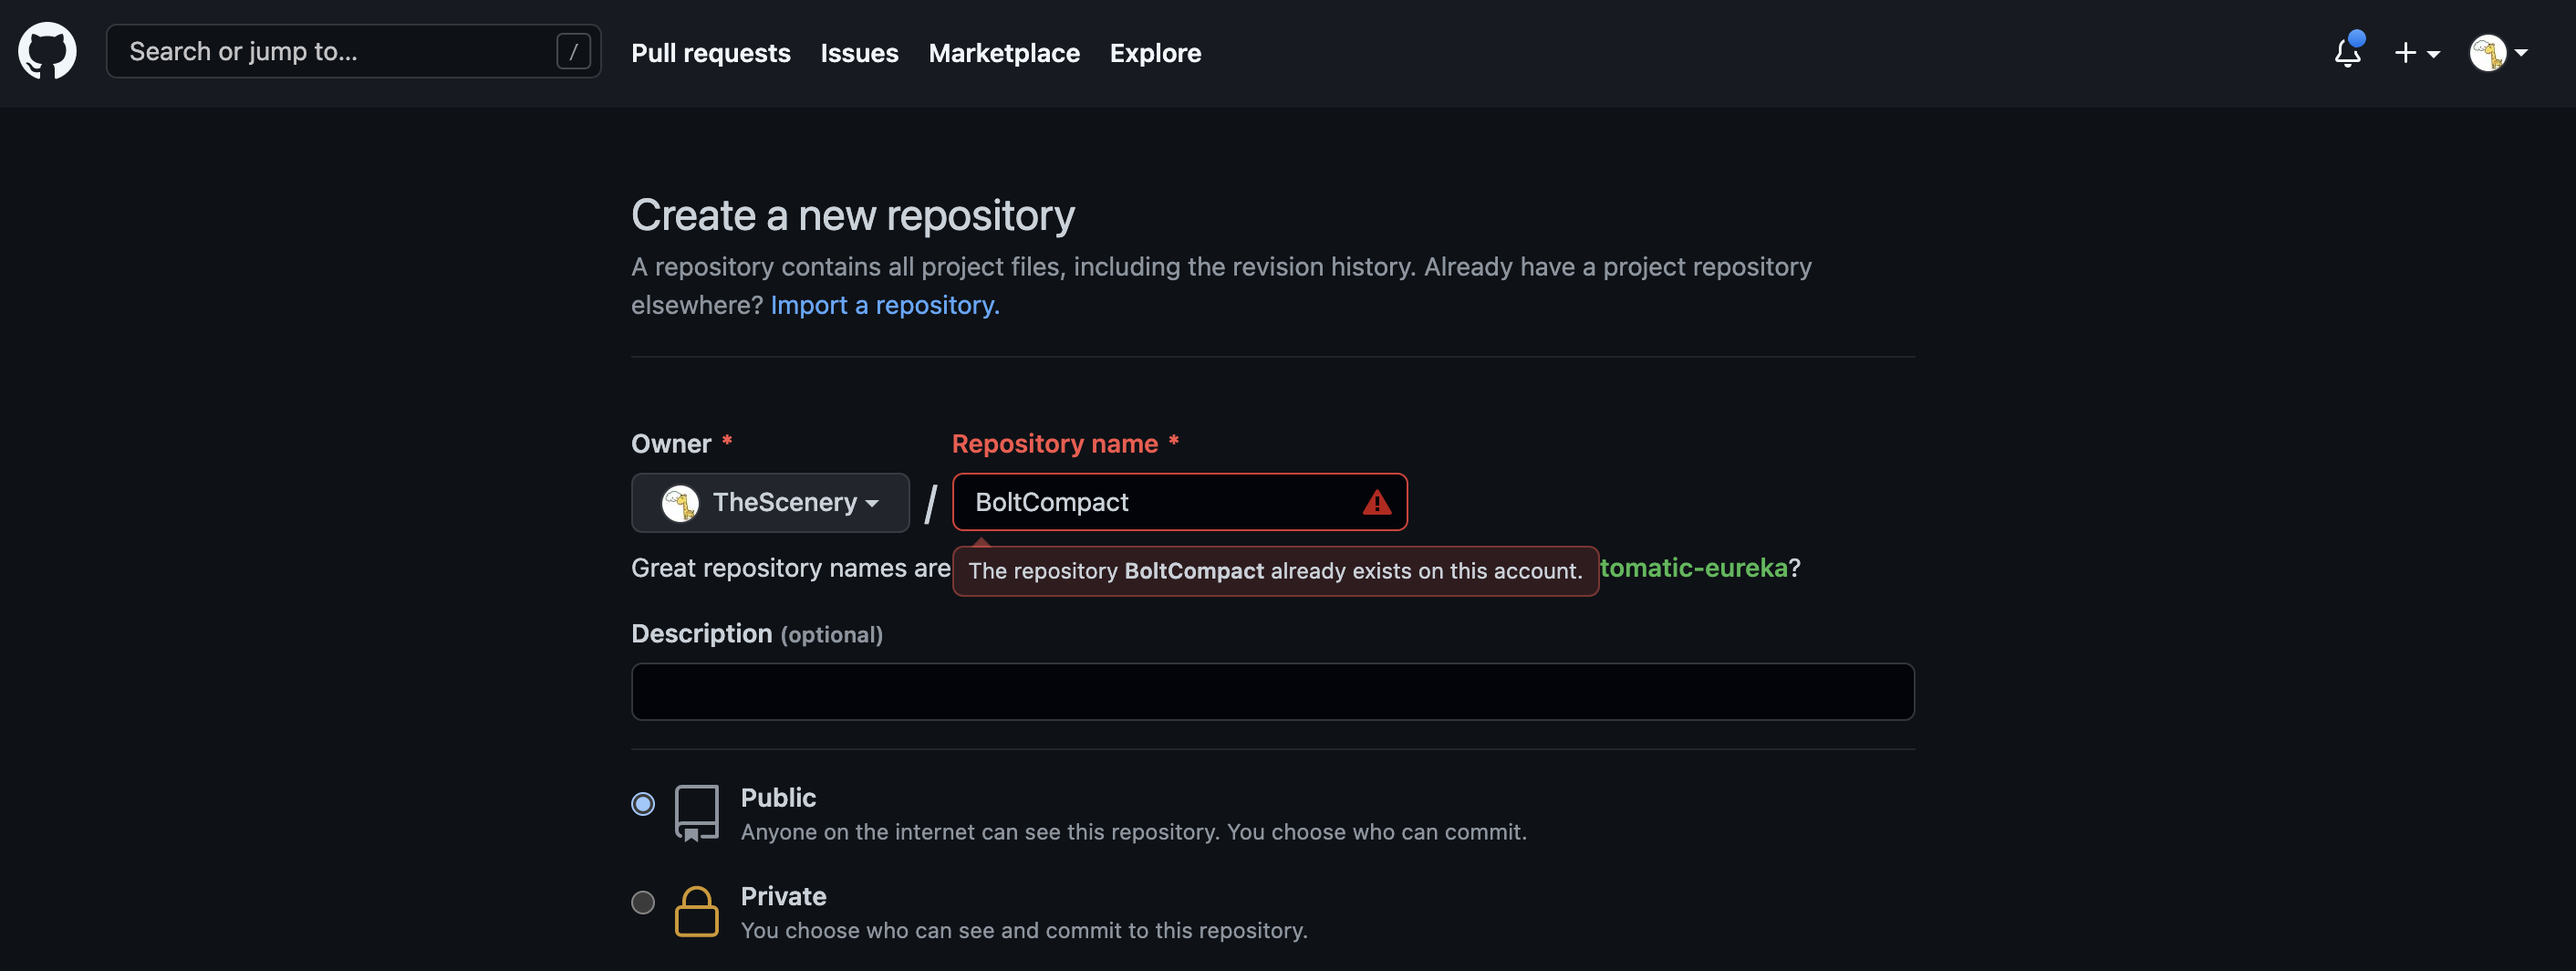 Search or jump to... / Pull requests Issues Marketplace Explore
Create a new repository
A repository contains all project files, including the revision history. Already have a project repository
elsewhere? Import a repository.
Owner * Repository name *
TheScenery / BoltCompact
Great repository names are tomatic-eureka?
The repository BoltCompact already exists on this account.
Description (optional)
Public
Anyone on the internet can see this repository. You choose who can commit.
Private
You choose who can see and commit to this repository.